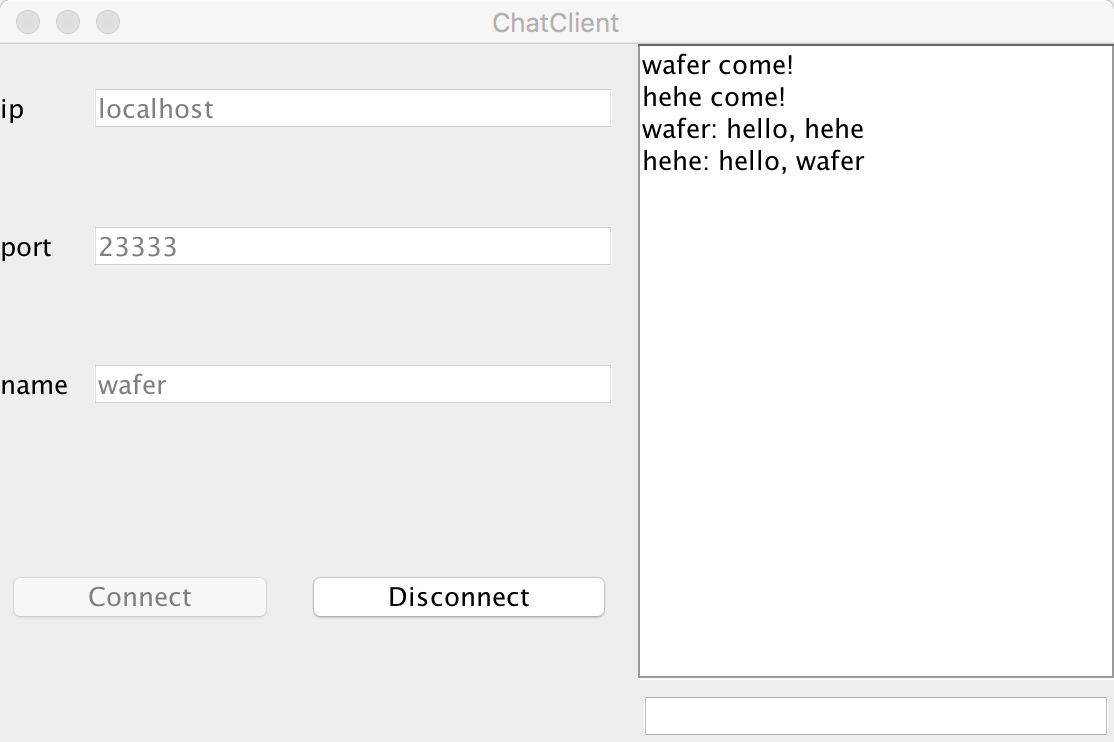 ChatClient
ip
localhost
port
23333
name
wafer
Connect
Disconnect
wafer come!
hehe come!
wafer: hello, hehe
hehe: hello, wafer